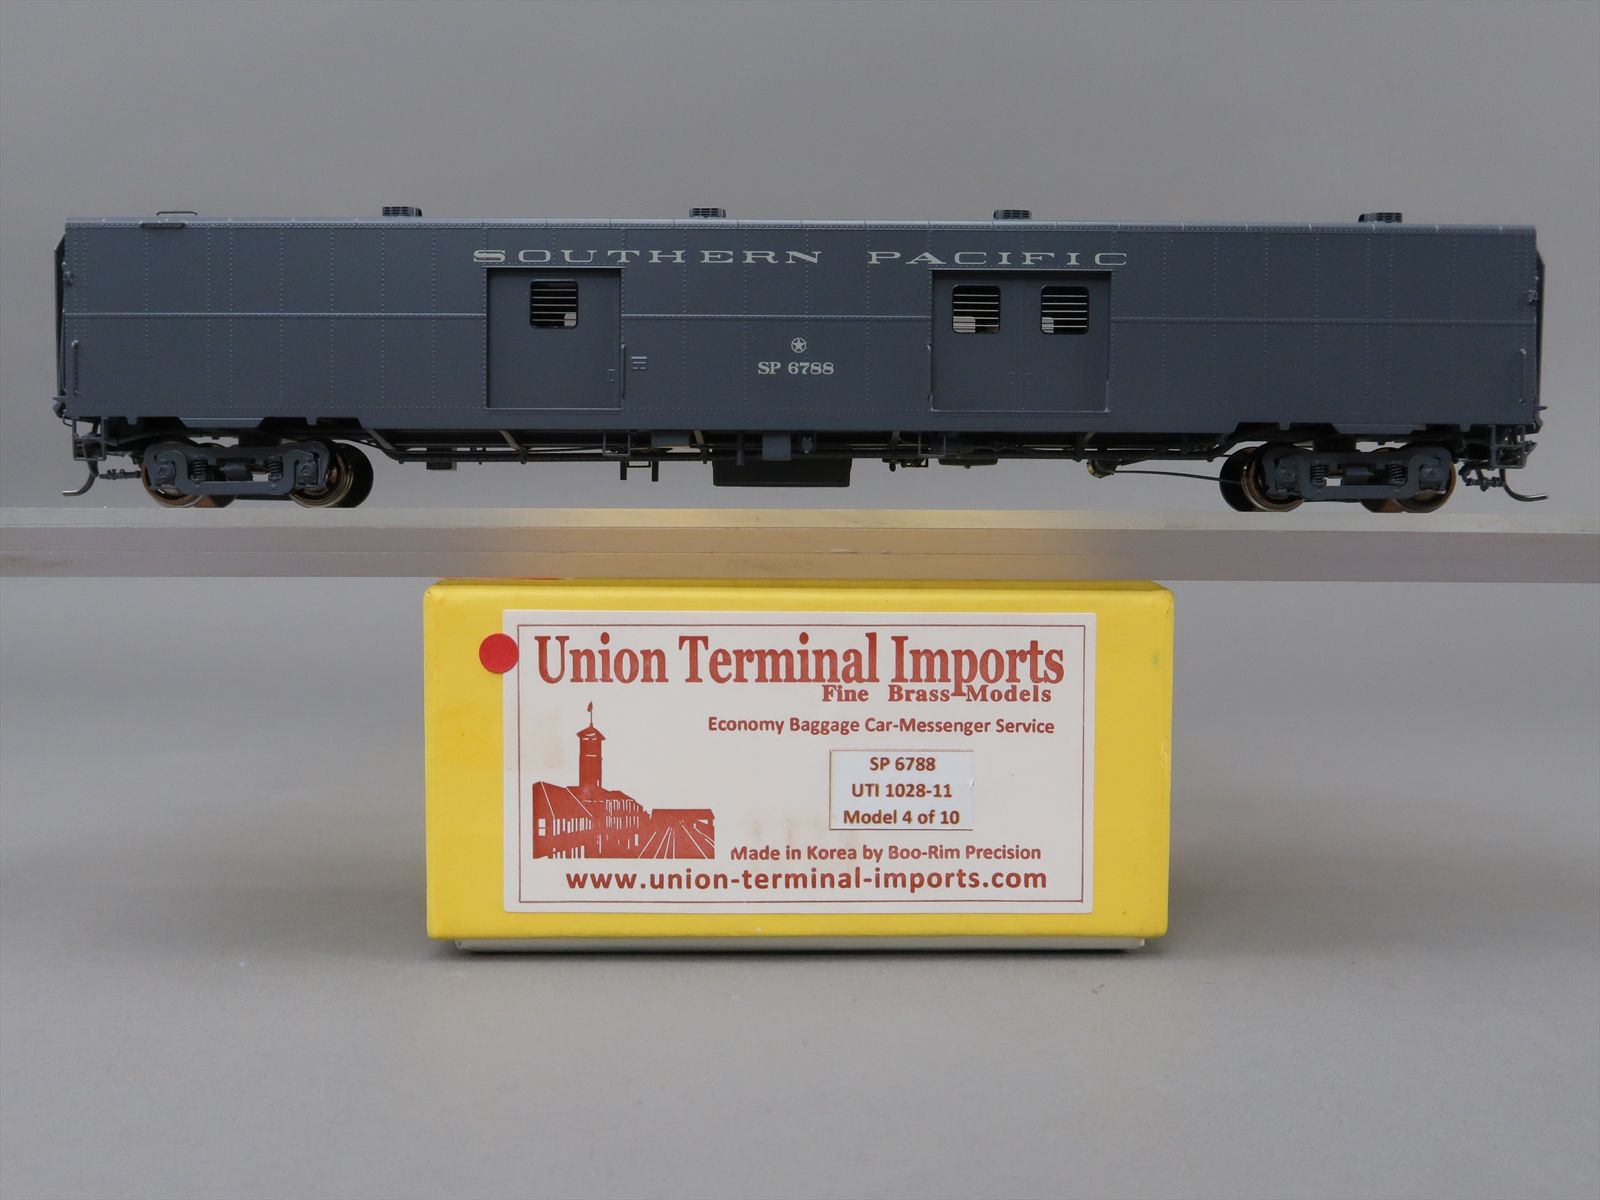 SOUTHERN PACIFIC
SP 6788
Union Terminal Imports
Fine Brass Models
Economy Baggage Car-Messenger Service
SP 6788
UTI 1028-11
Model 4 of 10
Made in Korea by Boo-Rim Precision
www.union-terminal-imports.com